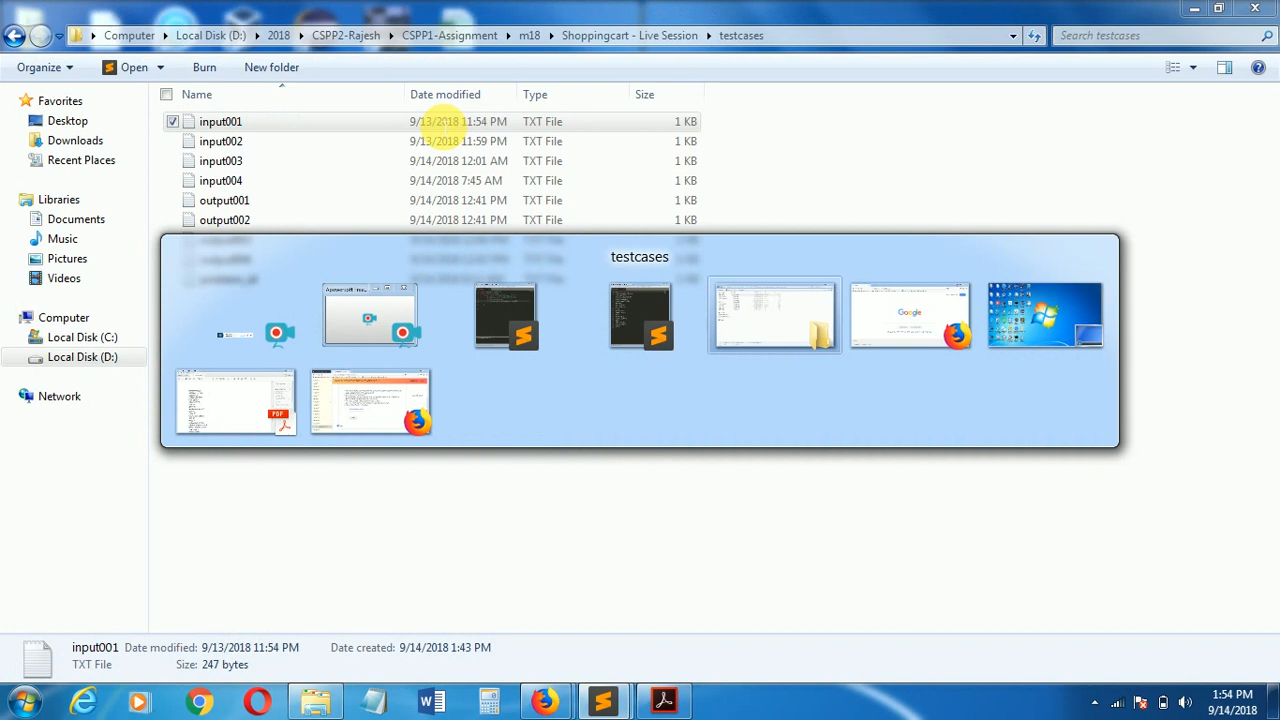 Computer Local Disk (D:) 2018 CSPP2-Rajesh CSPP1-Assignment m18 Shoppingcart - Live Session testcases Search testcases
Organize Open Burn New folder
Name Date modified Type Size
Favorites
Desktop
Downloads
Recent Places
Libraries
Documents
Music
Pictures
Videos
Computer
Local Disk (C:)
Local Disk (D:)
Network
input001 9/13/2018 11:54 PM TXT File 1 KB
input002 9/13/2018 11:59 PM TXT File 1 KB
input003 9/14/2018 12:01 AM TXT File 1 KB
input004 9/14/2018 7:45 AM TXT File 1 KB
output001 9/14/2018 12:41 PM TXT File 1 KB
output002 9/14/2018 12:41 PM TXT File 1 KB
testcases
Google
PDF
input001 Date modified: 9/13/2018 11:54 PM Date created: 9/14/2018 1:43 PM
TXT File Size: 247 bytes
1:54 PM
9/14/2018